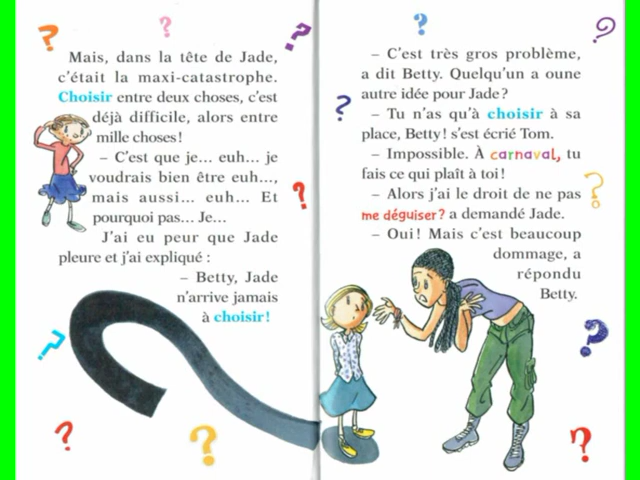 Mais, dans la tête de Jade,
c'était la maxi-catastrophe.
Choisir entre deux choses, c'est
déjà difficile, alors entre
mille choses !
– C'est que je... euh... je
voudrais bien être euh...,
mais aussi... euh... Et
pourquoi pas... Je...
J'ai eu peur que Jade
pleure et j'ai expliqué :
– Betty, Jade
n'arrive jamais
à choisir !
– C'est très gros problème,
a dit Betty. Quelqu'un a oune
autre idée pour Jade ?
– Tu n'as qu'à choisir à sa
place, Betty ! s'est écrié Tom.
– Impossible. À carnaval, tu
fais ce qui plaît à toi !
– Alors j'ai le droit de ne pas
me déguiser ? a demandé Jade.
– Oui ! Mais c'est beaucoup
dommage, a
répondu
Betty.